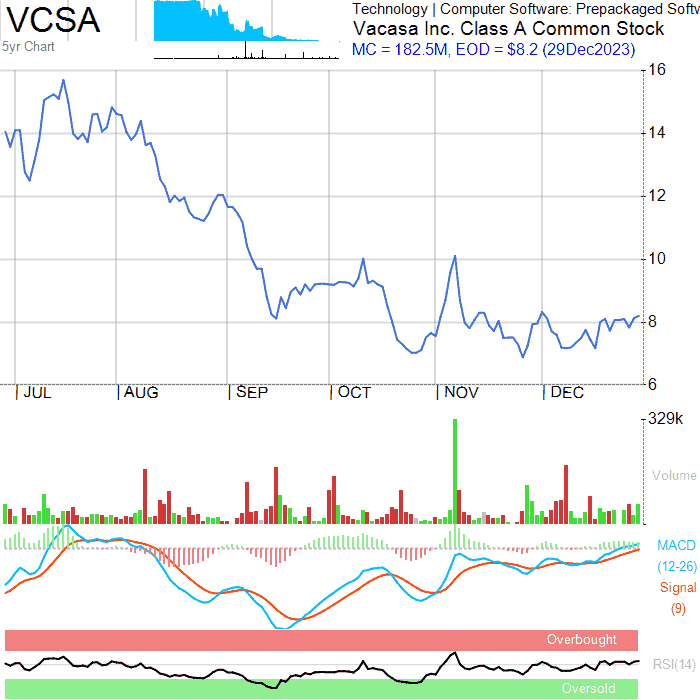 VCSA
5yr Chart
Technology | Computer Software: Prepackaged Softw
Vacasa Inc. Class A Common Stock
MC = 182.5M, EOD = $8.2 (29Dec2023)
16
14
12
10
8
6
JUL AUG SEP OCT NOV DEC
329k
Volume
MACD
(12-26)
Signal
(9)
Overbought
RSI(14)
Oversold